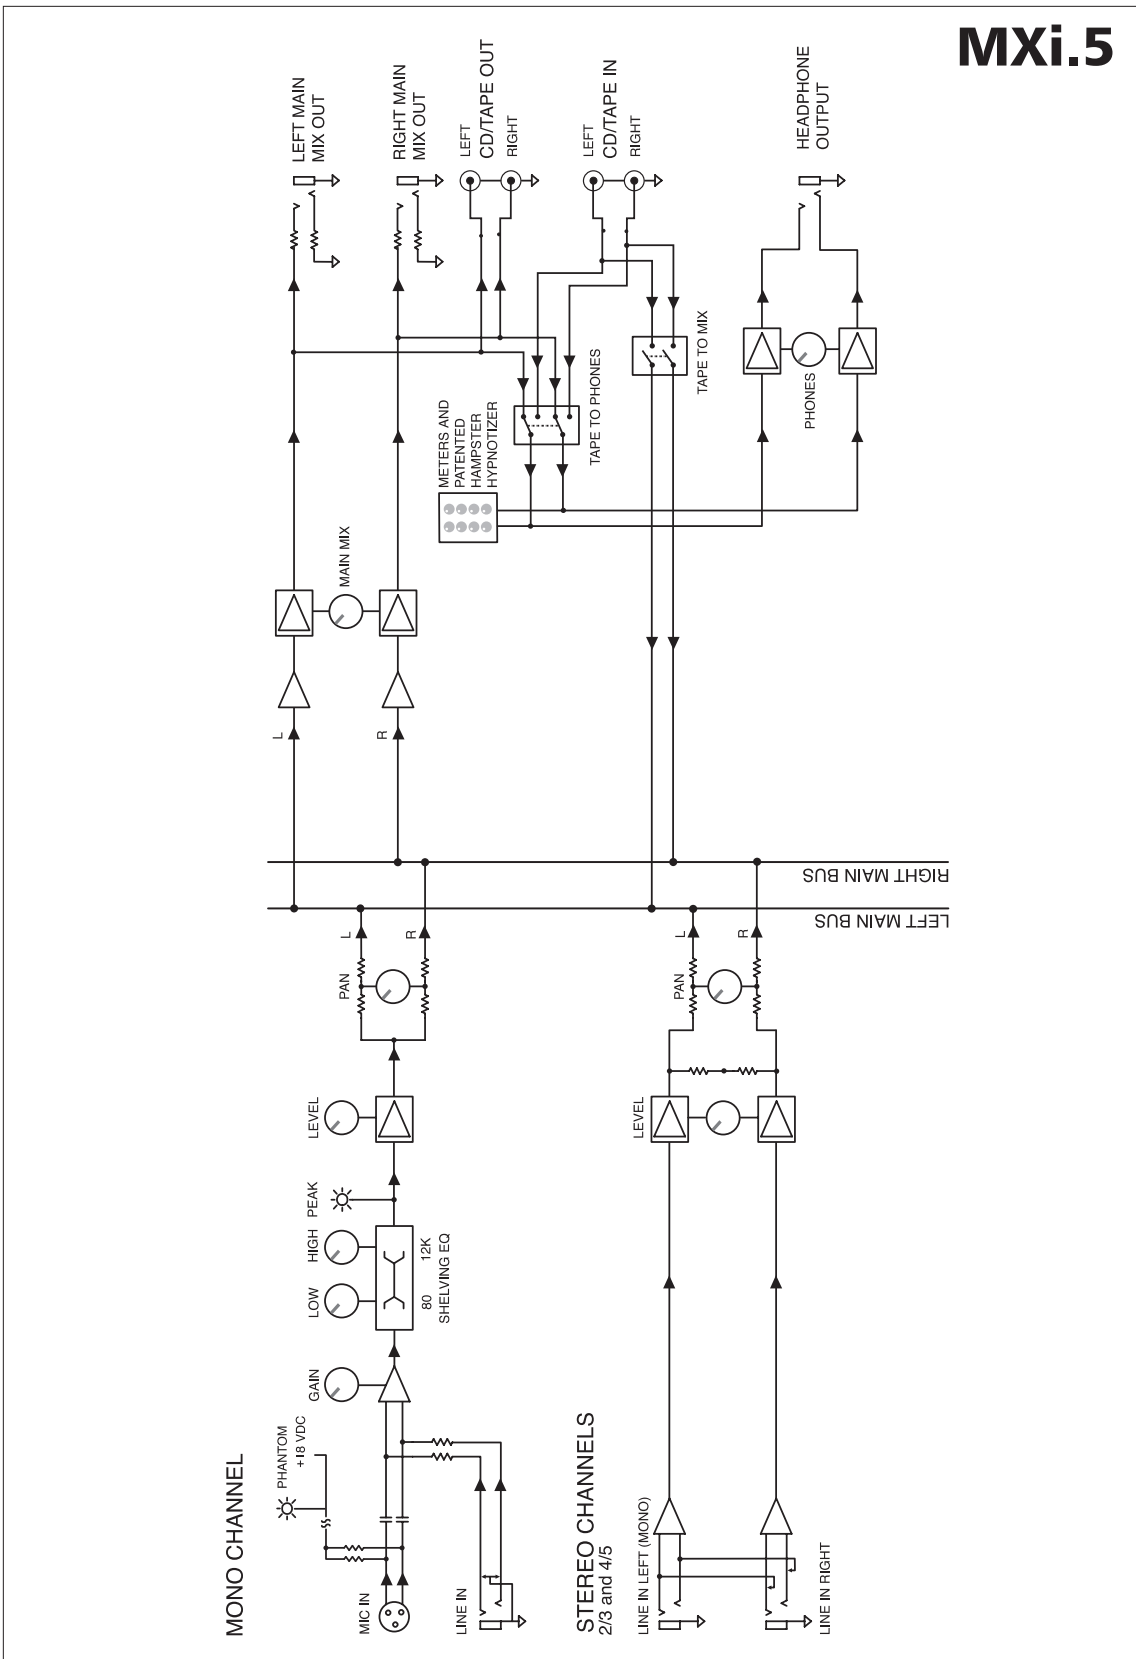 MXi.5
LEFT MAIN
MIX OUT
RIGHT MAIN
MIX OUT
LEFT
CD/TAPE OUT
RIGHT
LEFT
CD/TAPE IN
RIGHT
HEADPHONE
OUTPUT
TAPE TO MIX
PHONES
TAPE TO PHONES
METERS AND
PATENTED
HAMPSTER
HYPNOTIZER
MAIN MIX
L
R
RIGHT MAIN BUS
LEFT MAIN BUS
L
R
PAN
L
R
PAN
LEVEL
LEVEL
PEAK
HIGH
LOW
80 12K
SHELVING EQ
GAIN
PHANTOM
+18 VDC
MONO CHANNEL
MIC IN
LINE IN
STEREO CHANNELS
2/3 and 4/5
LINE IN LEFT (MONO)
LINE IN RIGHT